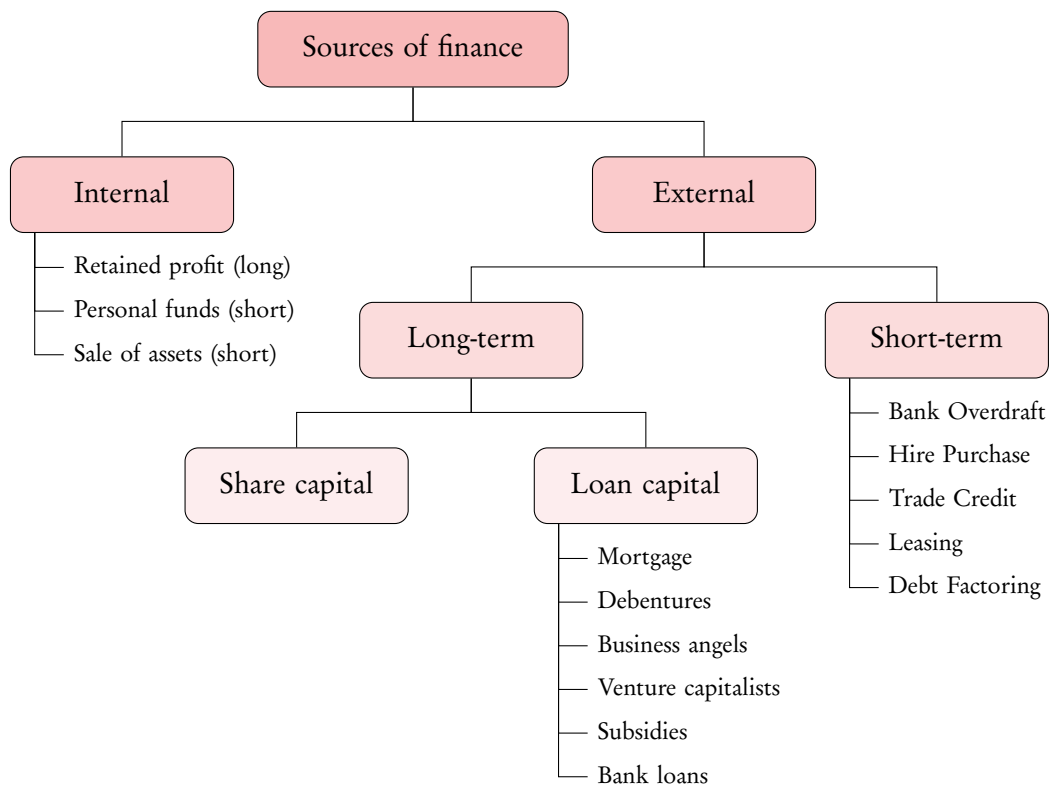 Sources of finance
Internal
External
Retained profit (long)
Personal funds (short)
Sale of assets (short)
Long-term
Short-term
Bank Overdraft
Hire Purchase
Trade Credit
Leasing
Debt Factoring
Share capital
Loan capital
Mortgage
Debentures
Business angels
Venture capitalists
Subsidies
Bank loans